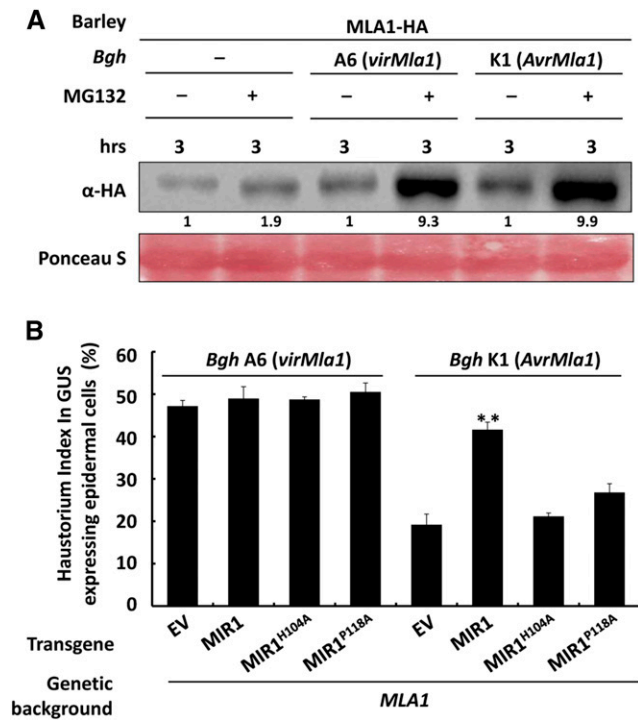 A
Barley MLA1-HA
Bgh – A6 (virMla1) K1 (AvrMla1)
MG132 – + – + – +
hrs 3 3 3 3 3 3
α-HA
1 1.9 1 9.3 1 9.9
Ponceau S
B
Haustorium Index In GUS
expressing epidermal cells (%)
60
50
40
30
20
10
0
Bgh A6 (virMla1) Bgh K1 (AvrMla1)
**
Transgene EV MIR1 MIR1H104A MIR1P118A EV MIR1 MIR1H104A MIR1P118A
Genetic
background MLA1